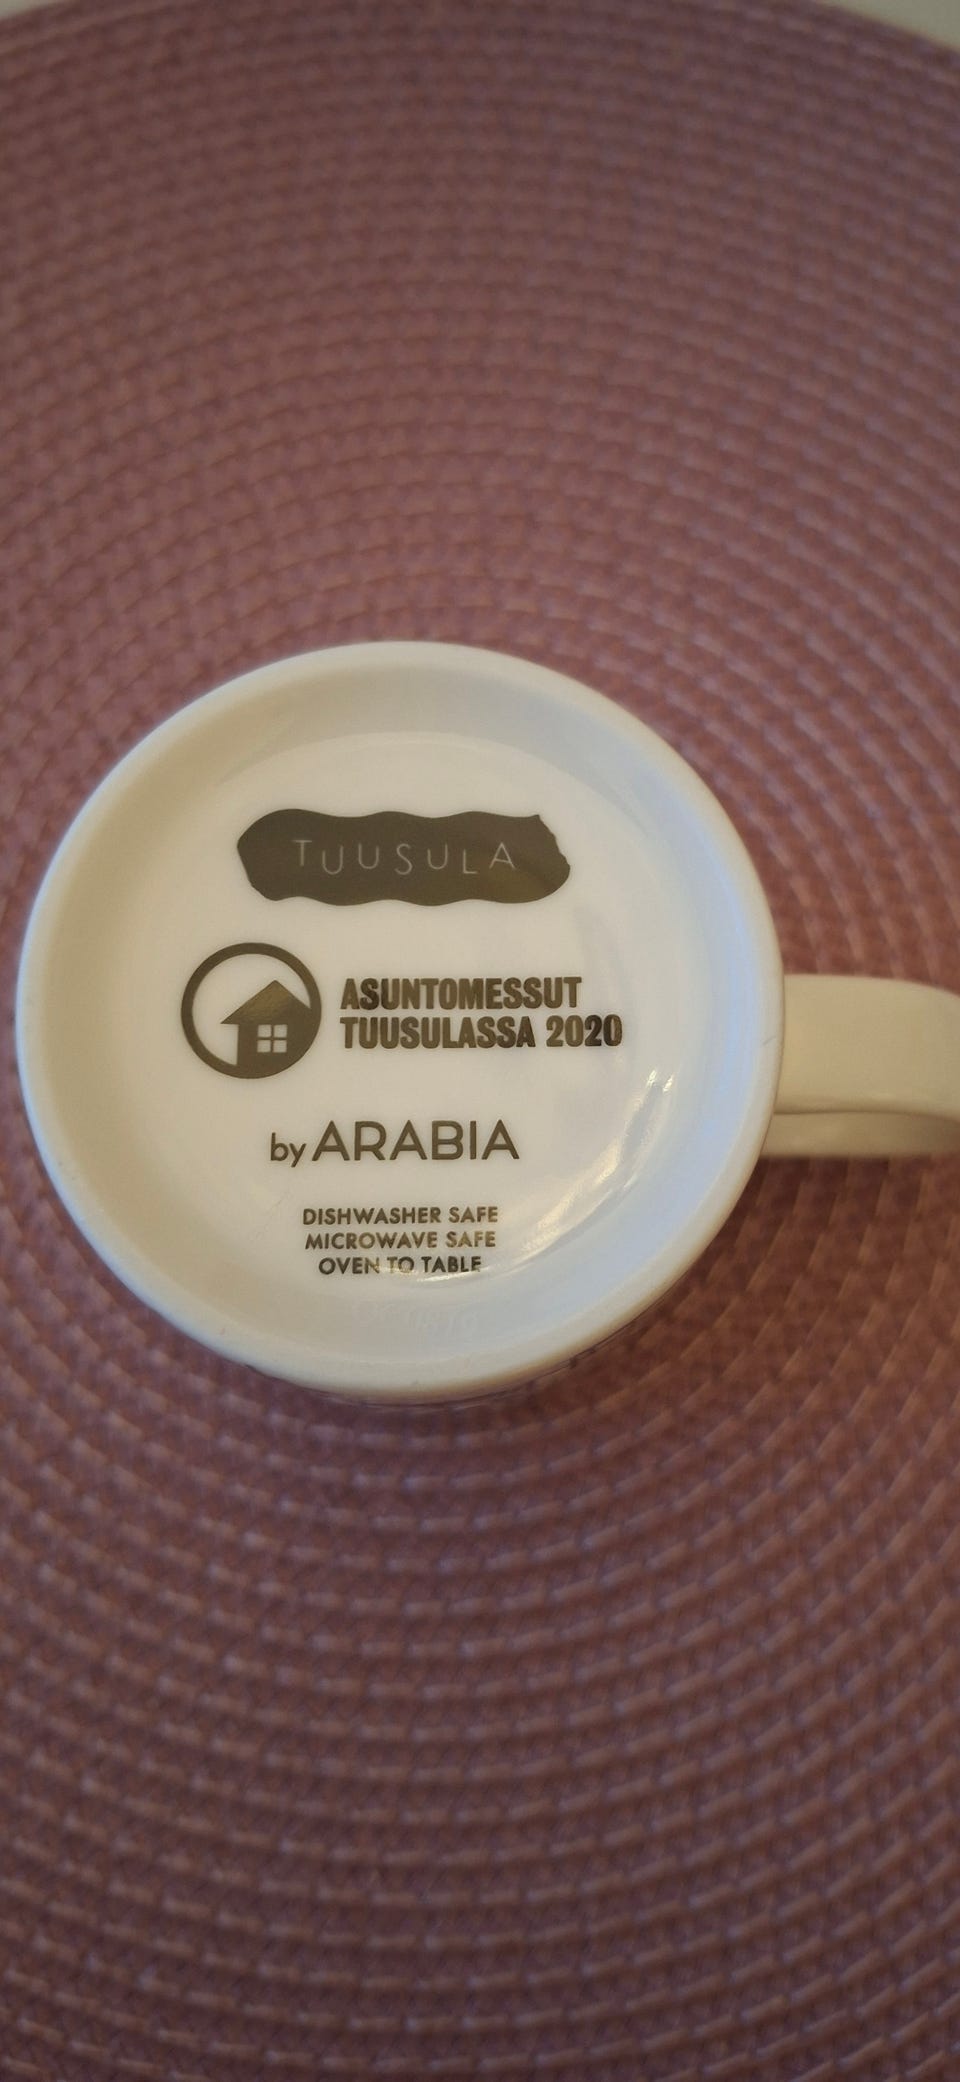 TUUSULA
ASUNTOMESSUT
TUUSULASSA 2020
by ARABIA
DISHWASHER SAFE
MICROWAVE SAFE
OVEN TO TABLE